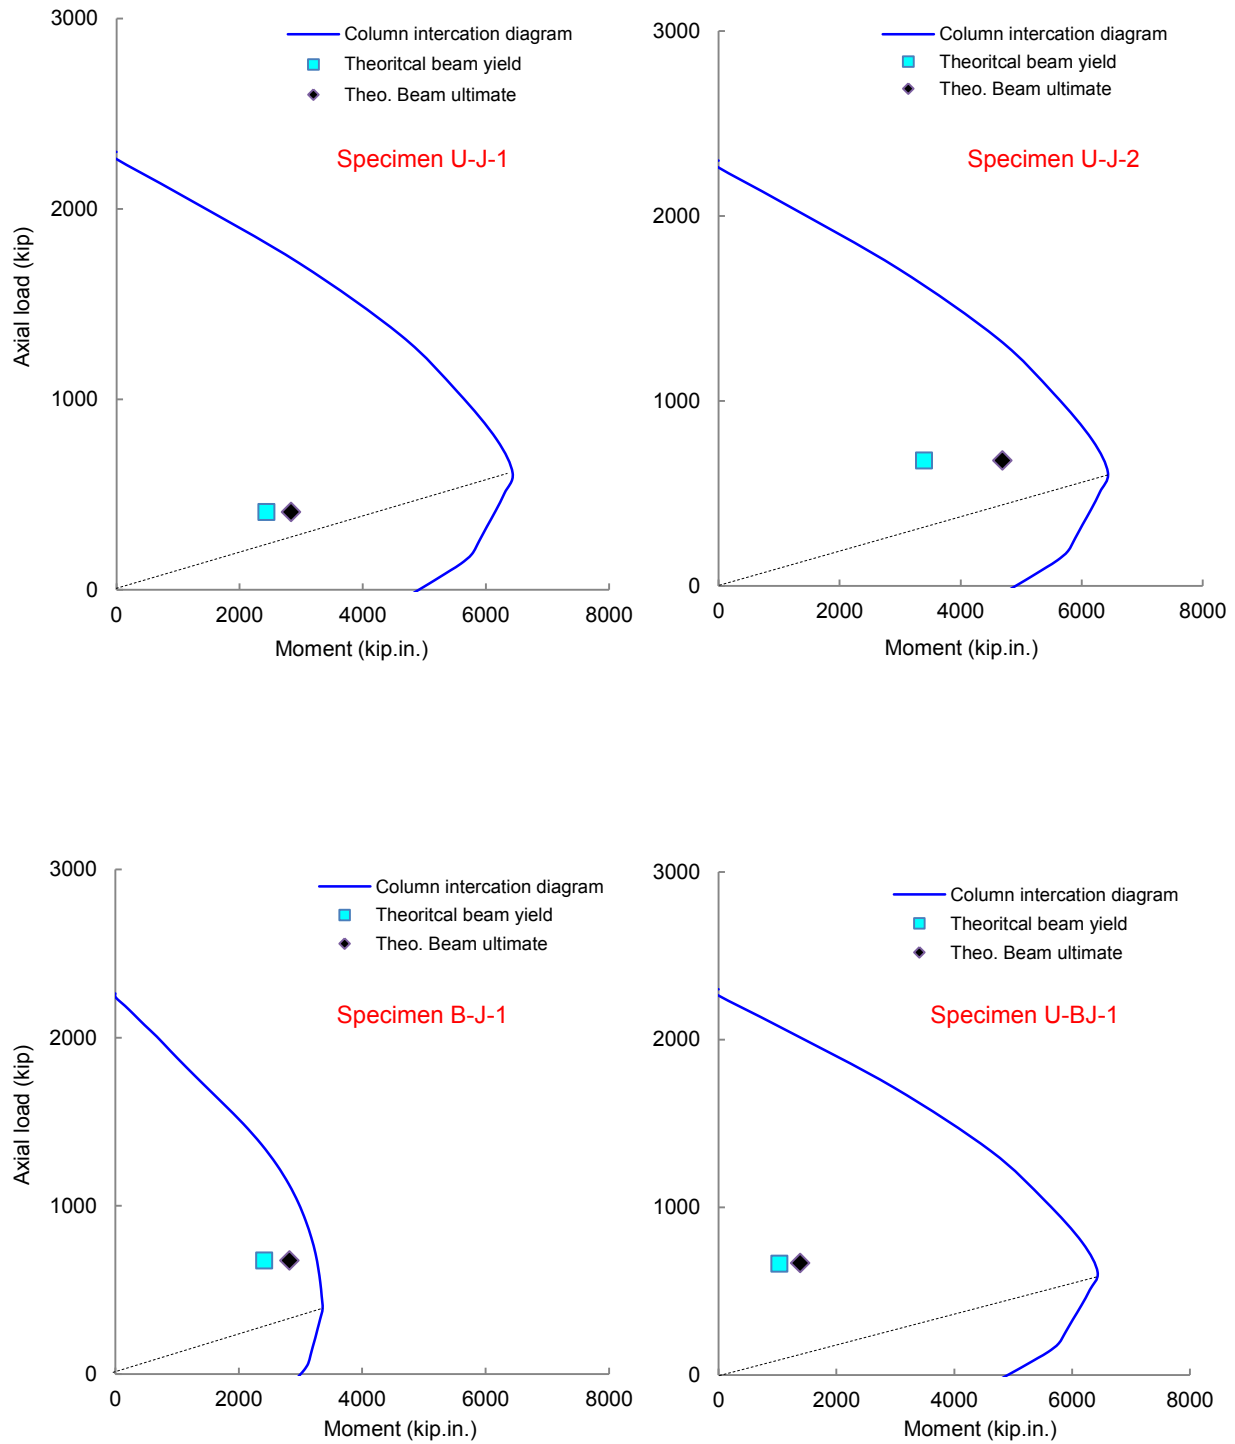 3000
Column intercation diagram
Theoritcal beam yield
Theo. Beam ultimate
Specimen U-J-1
2000
Axial load (kip)
1000
0
0 2000 4000 6000 8000
Moment (kip.in.)
3000
Column intercation diagram
Theoritcal beam yield
Theo. Beam ultimate
Specimen U-J-2
2000
1000
0
0 2000 4000 6000 8000
Moment (kip.in.)
3000
Column intercation diagram
Theoritcal beam yield
Theo. Beam ultimate
Specimen B-J-1
2000
Axial load (kip)
1000
0
0 2000 4000 6000 8000
Moment (kip.in.)
3000
Column intercation diagram
Theoritcal beam yield
Theo. Beam ultimate
Specimen U-BJ-1
2000
1000
0
0 2000 4000 6000 8000
Moment (kip.in.)